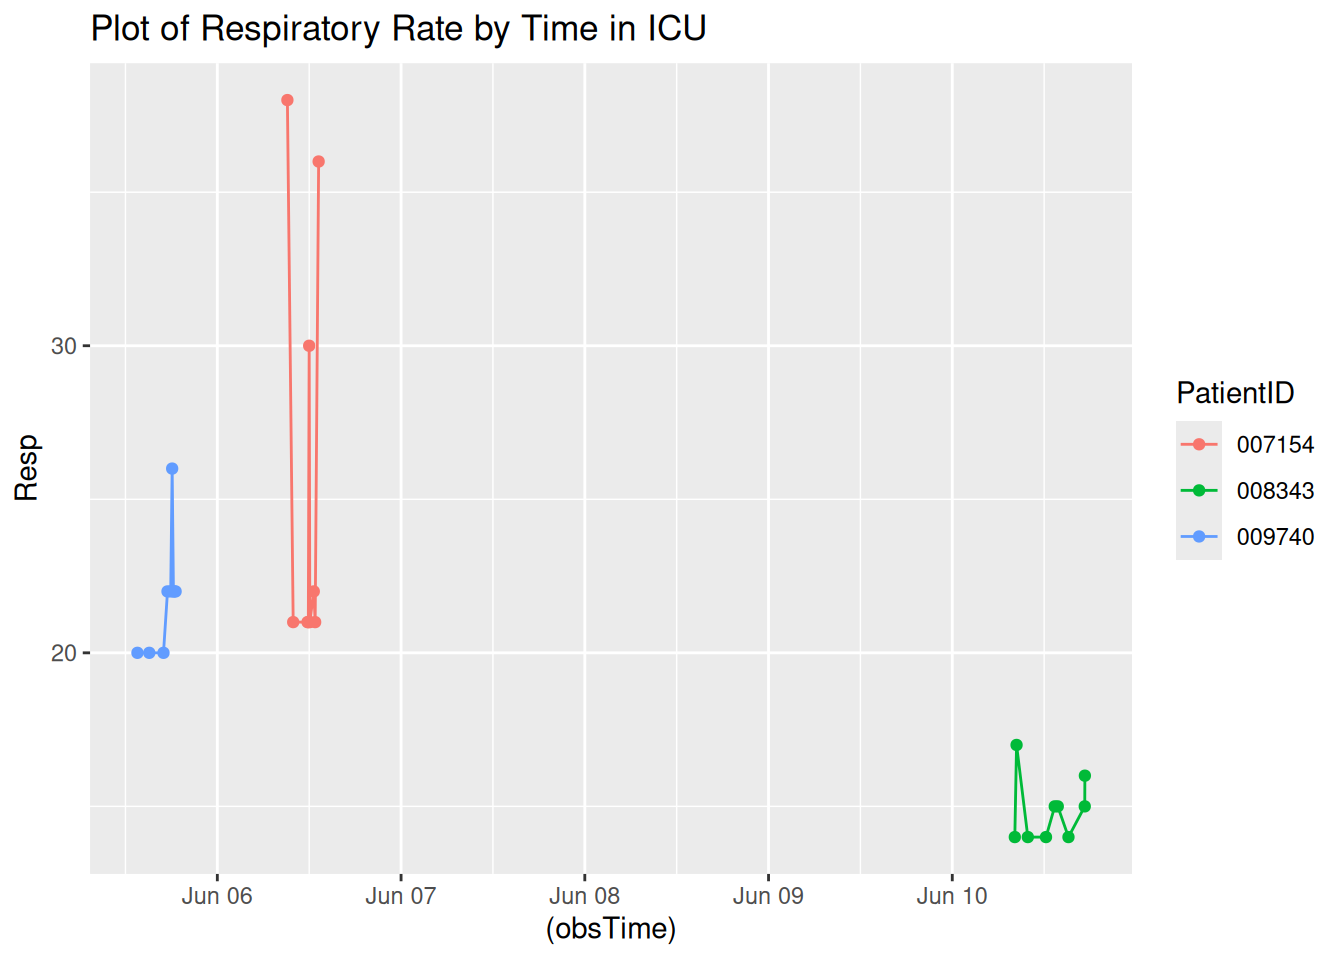 Plot of Respiratory Rate by Time in ICU
30
20
Resp
Jun 06 Jun 07 Jun 08 Jun 09 Jun 10
(obsTime)
PatientID
007154
008343
009740